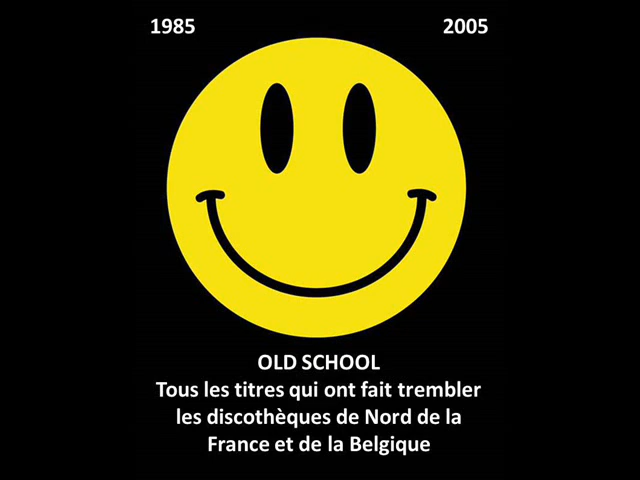 1985 2005
OLD SCHOOL
Tous les titres qui ont fait trembler
les discothèques de Nord de la
France et de la Belgique